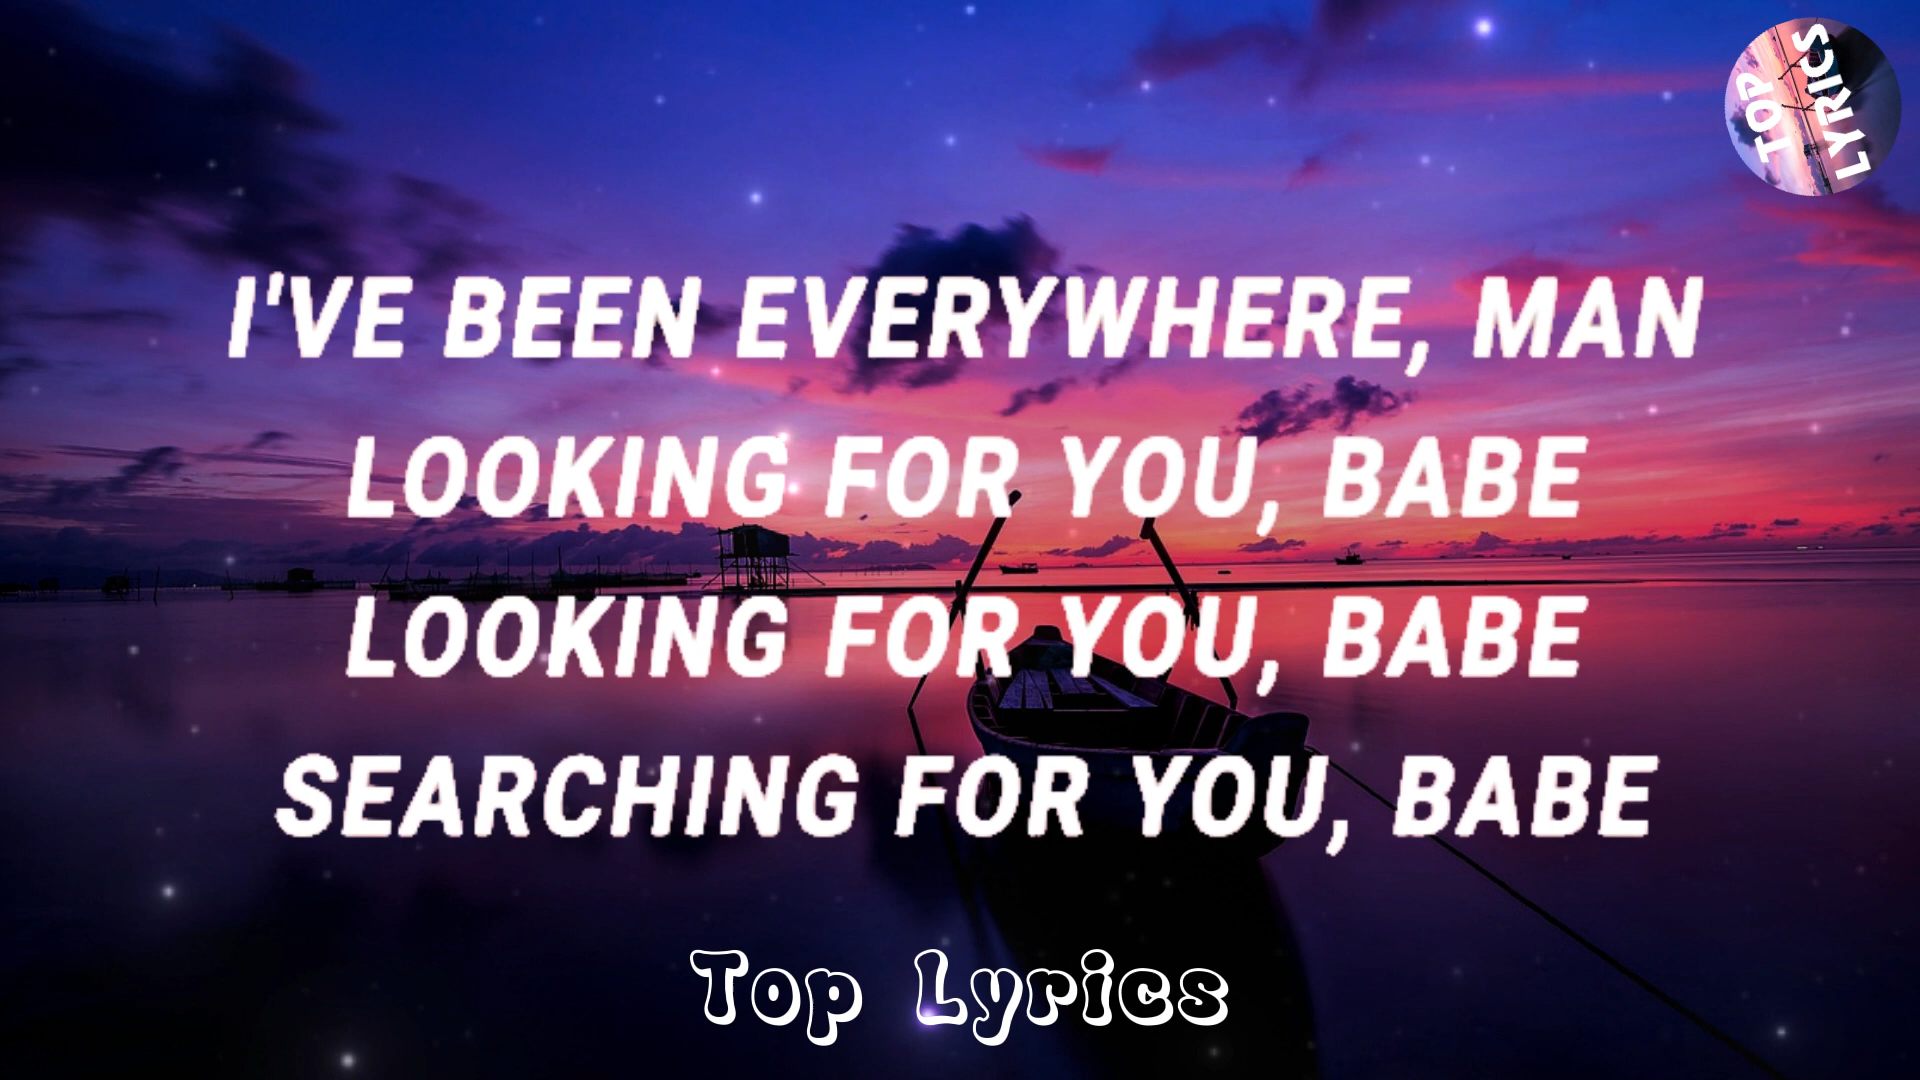 TOP
LYRICS
I'VE BEEN EVERYWHERE, MAN
LOOKING FOR YOU, BABE
LOOKING FOR YOU, BABE
SEARCHING FOR YOU, BABE
Top Lyrics